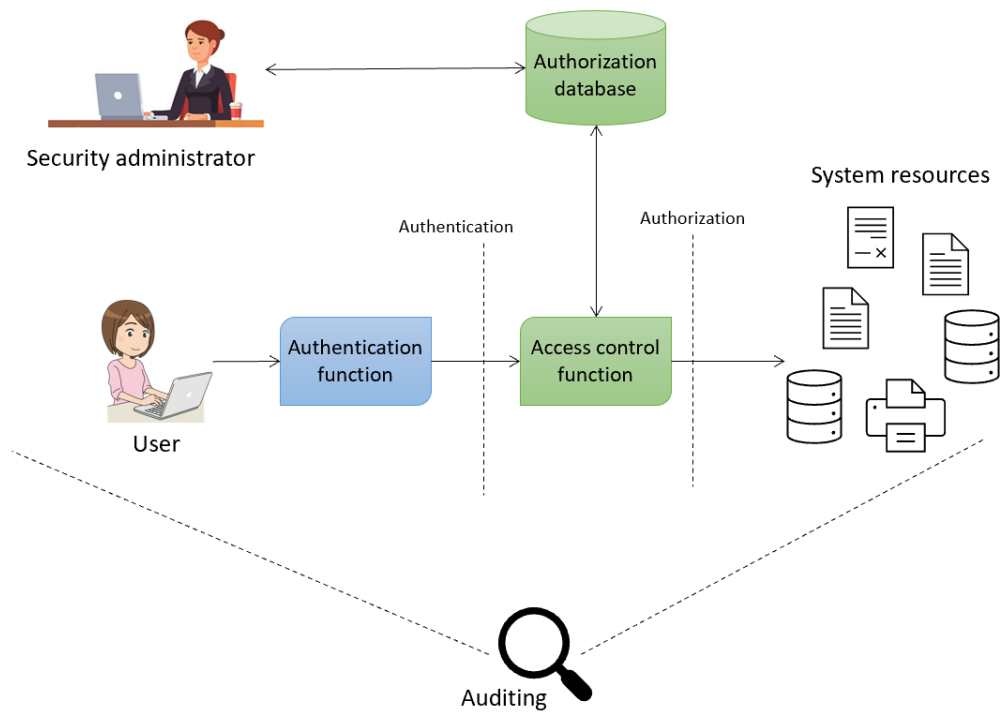 Authorization
database
Security administrator
System resources
Authentication
Authorization
Authentication
function
Access control
function
User
Auditing